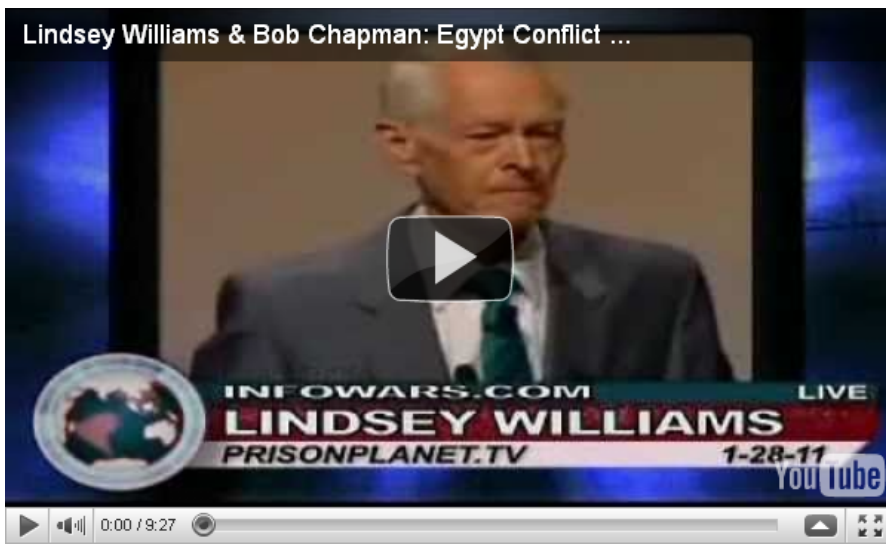 Lindsey Williams & Bob Chapman: Egypt Conflict ...
INFOWARS.COM LIVE
LINDSEY WILLIAMS
PRISONPLANET.TV 1-28-11
YouTube
0:00 / 9:27